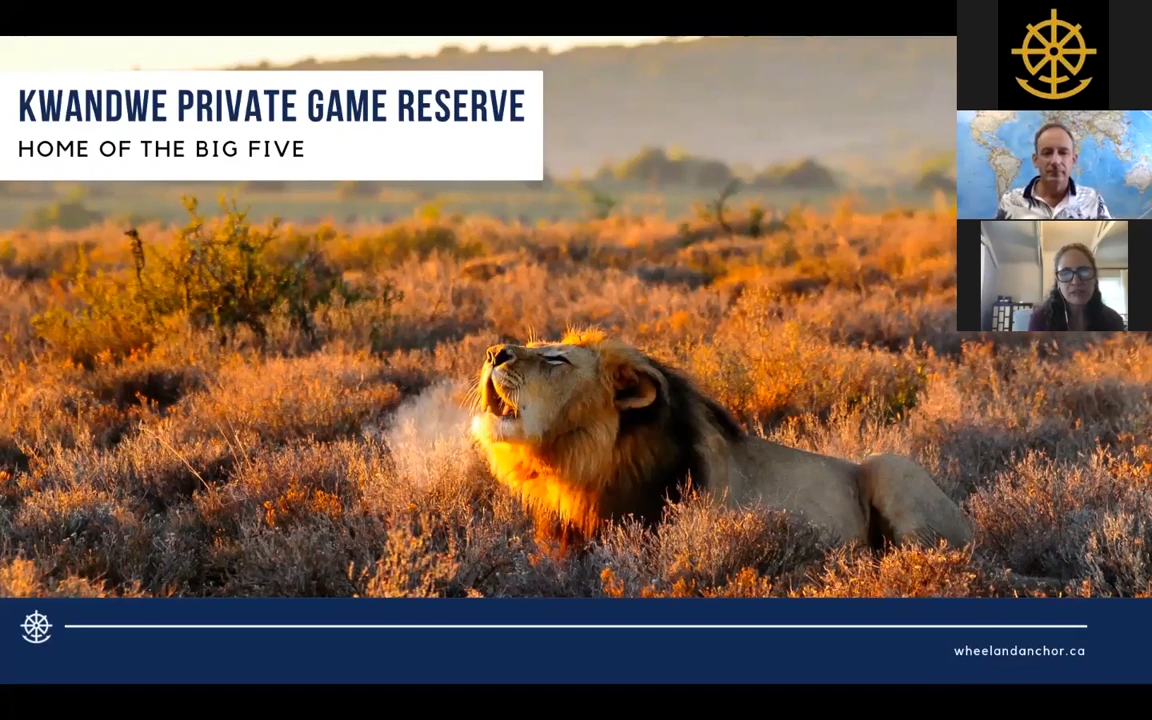 KWANDWE PRIVATE GAME RESERVE
HOME OF THE BIG FIVE
wheelandanchor.ca